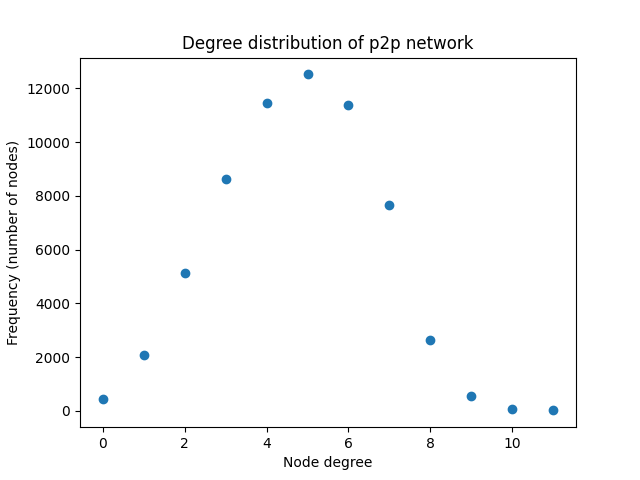 Degree distribution of p2p network
Frequency (number of nodes)
12000
10000
8000
6000
4000
2000
0
0 2 4 6 8 10
Node degree